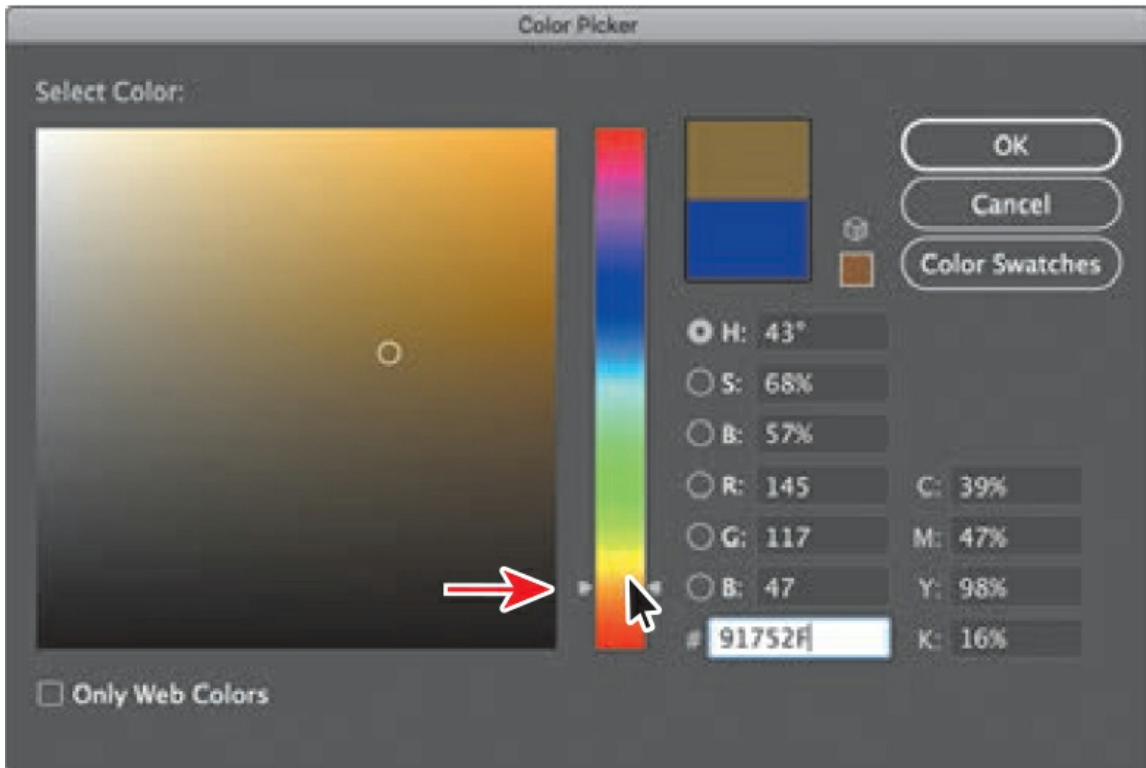 Color Picker
Select Color:
OK
Cancel
Color Swatches
H: 43°
S: 68%
B: 57%
R: 145 C: 39%
G: 117 M: 47%
B: 47 Y: 98%
# 91752F K: 16%
Only Web Colors